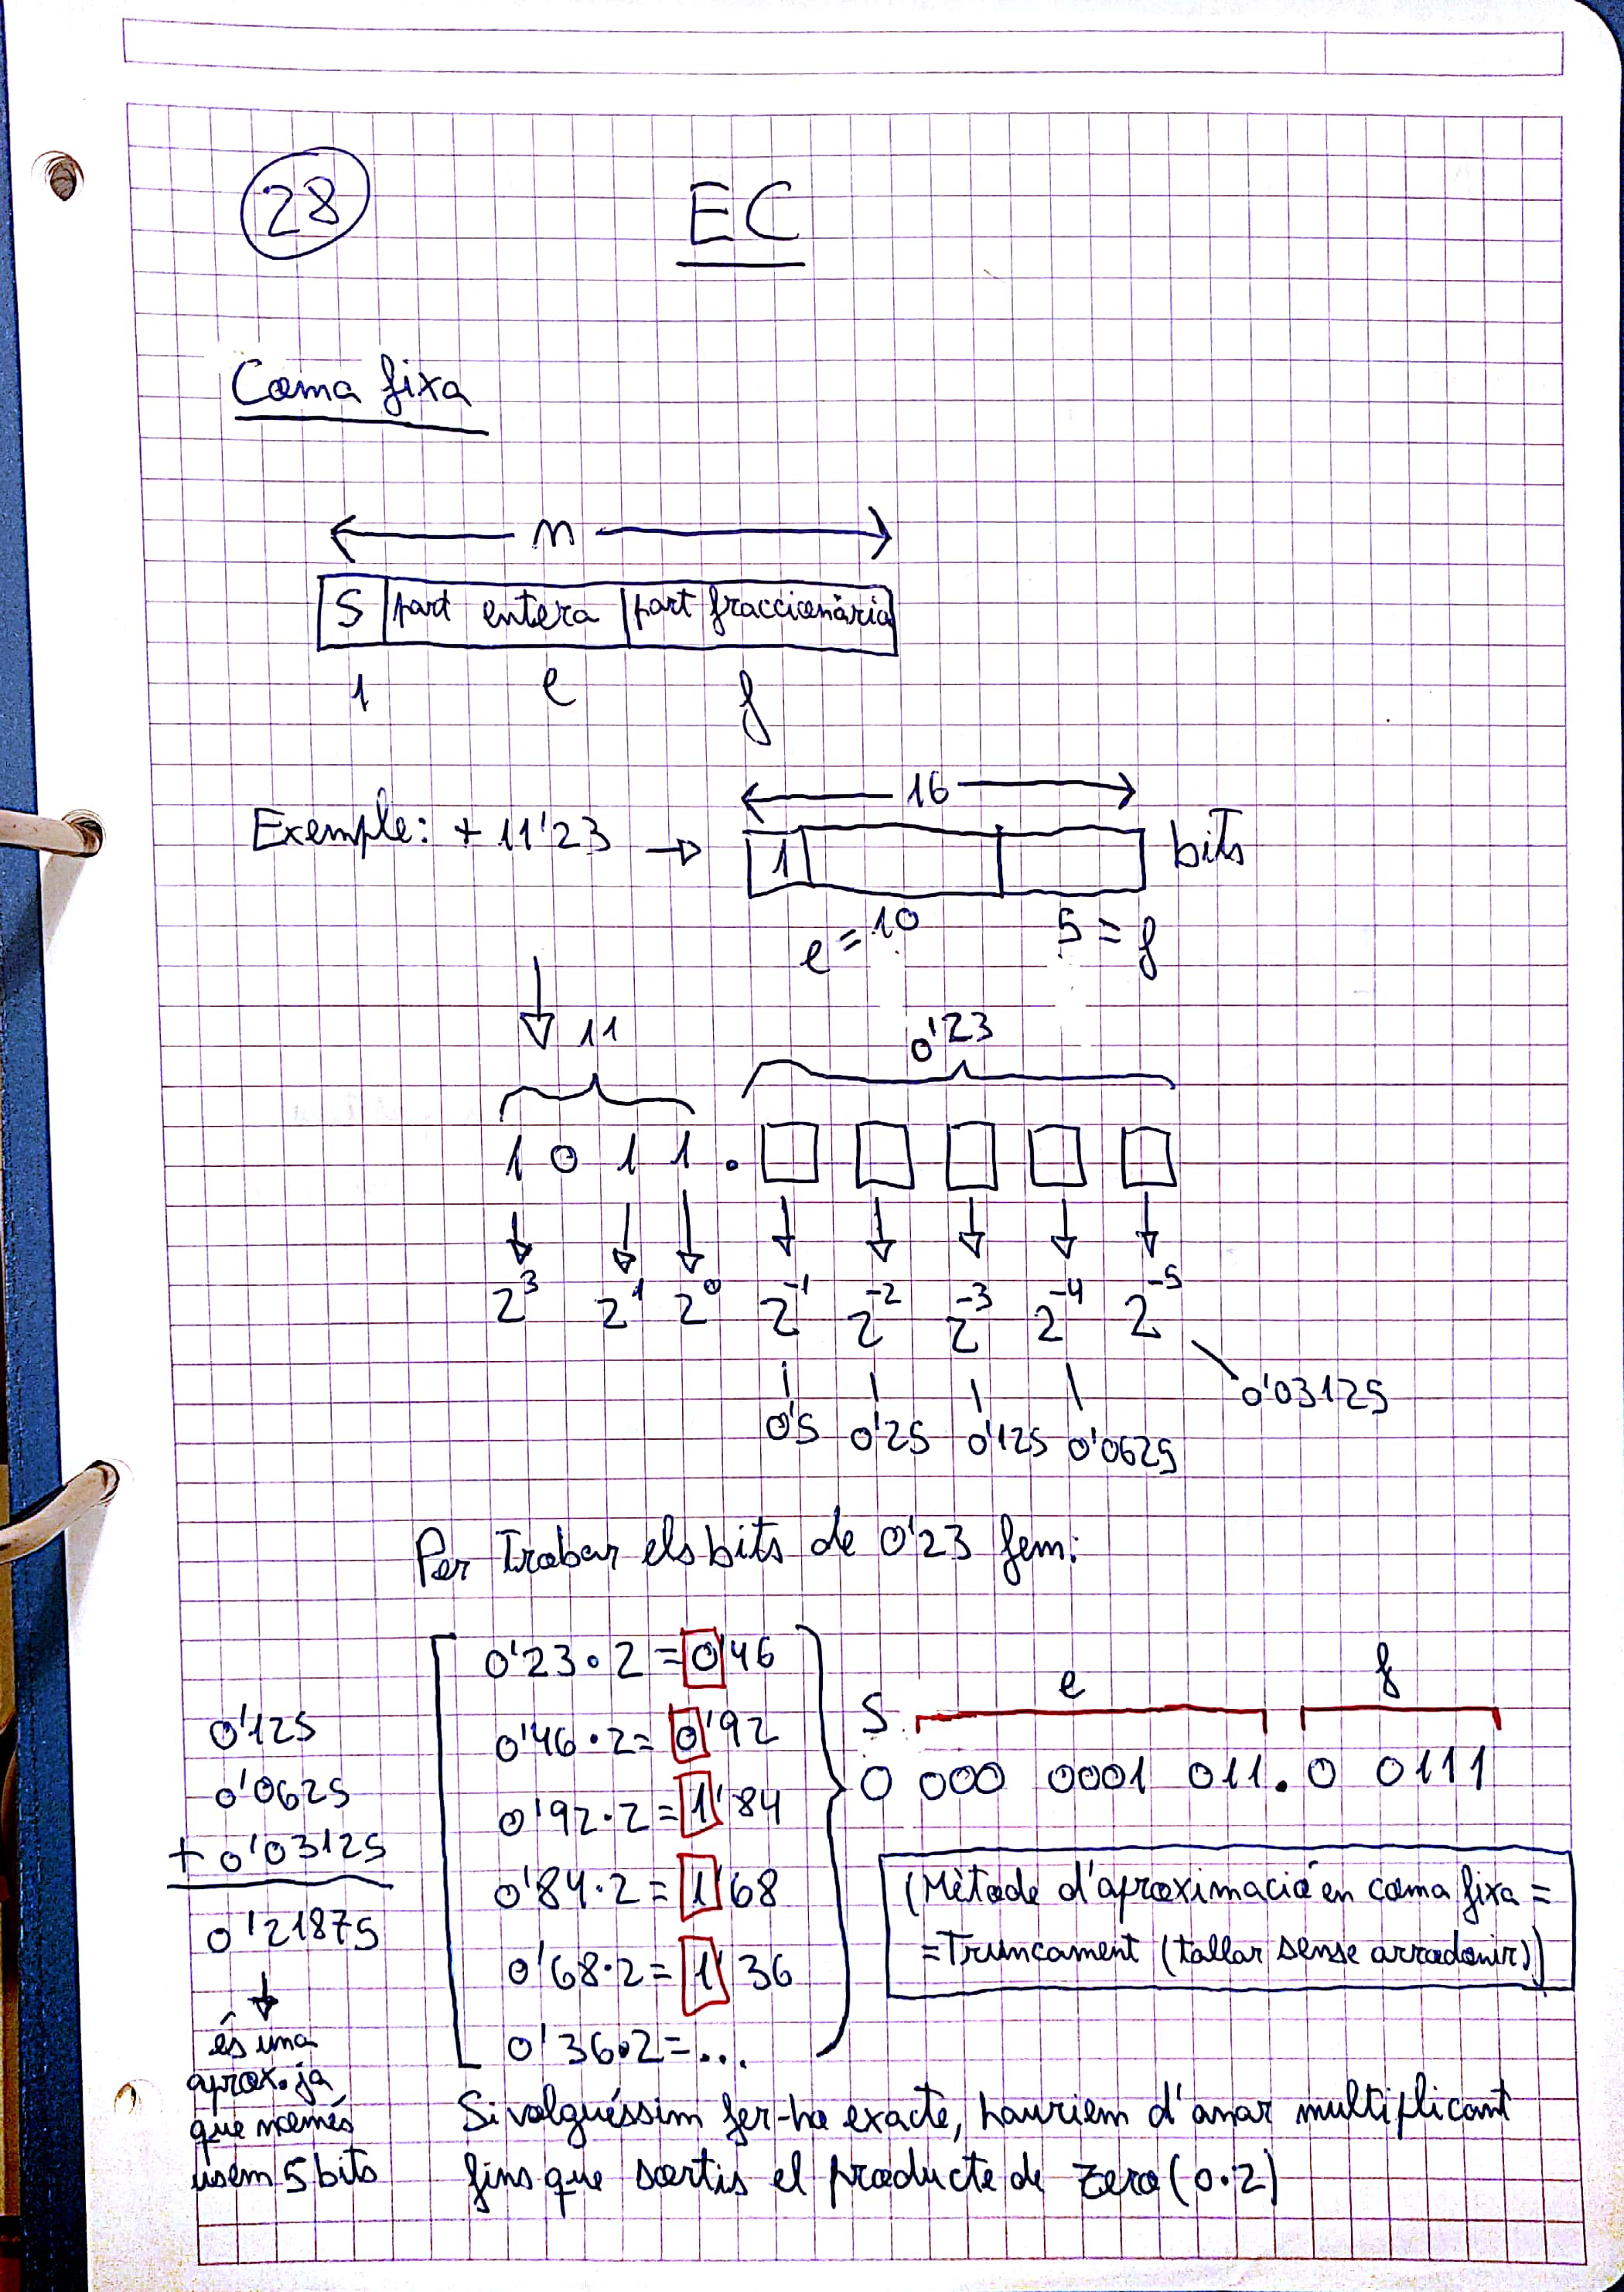 28
EC
Coma fixa
n
S part entera part fraccionària
1 e f
16
Exemple: + 11'23 → 1 bits
e = 10 5 = f
11 0'23
1 0 1 1 . □ □ □ □ □
2³ 2¹ 2⁰ 2⁻¹ 2⁻² 2⁻³ 2⁻⁴ 2⁻⁵
0'5 0'25 0'125 0'0625 0'03125
Per trobar els bits de 0'23 fem:
0'23·2=0'46
0'46·2=0'92
0'92·2=1'84
0'84·2=1'68
0'68·2=1'36
0'36·2=...
0'125
0'0625
+ 0'03125
0'21875
és una
aprox. ja
que només
usem 5 bits
S e f
0 000 0001 011.0 0111
(Mètode d'aproximació en coma fixa =
=Truncament (tallar sense arrodonir))
Si volguéssim fer-ho exacte, hauríem d'anar multiplicant
fins que sortís el producte de zero (0·2)